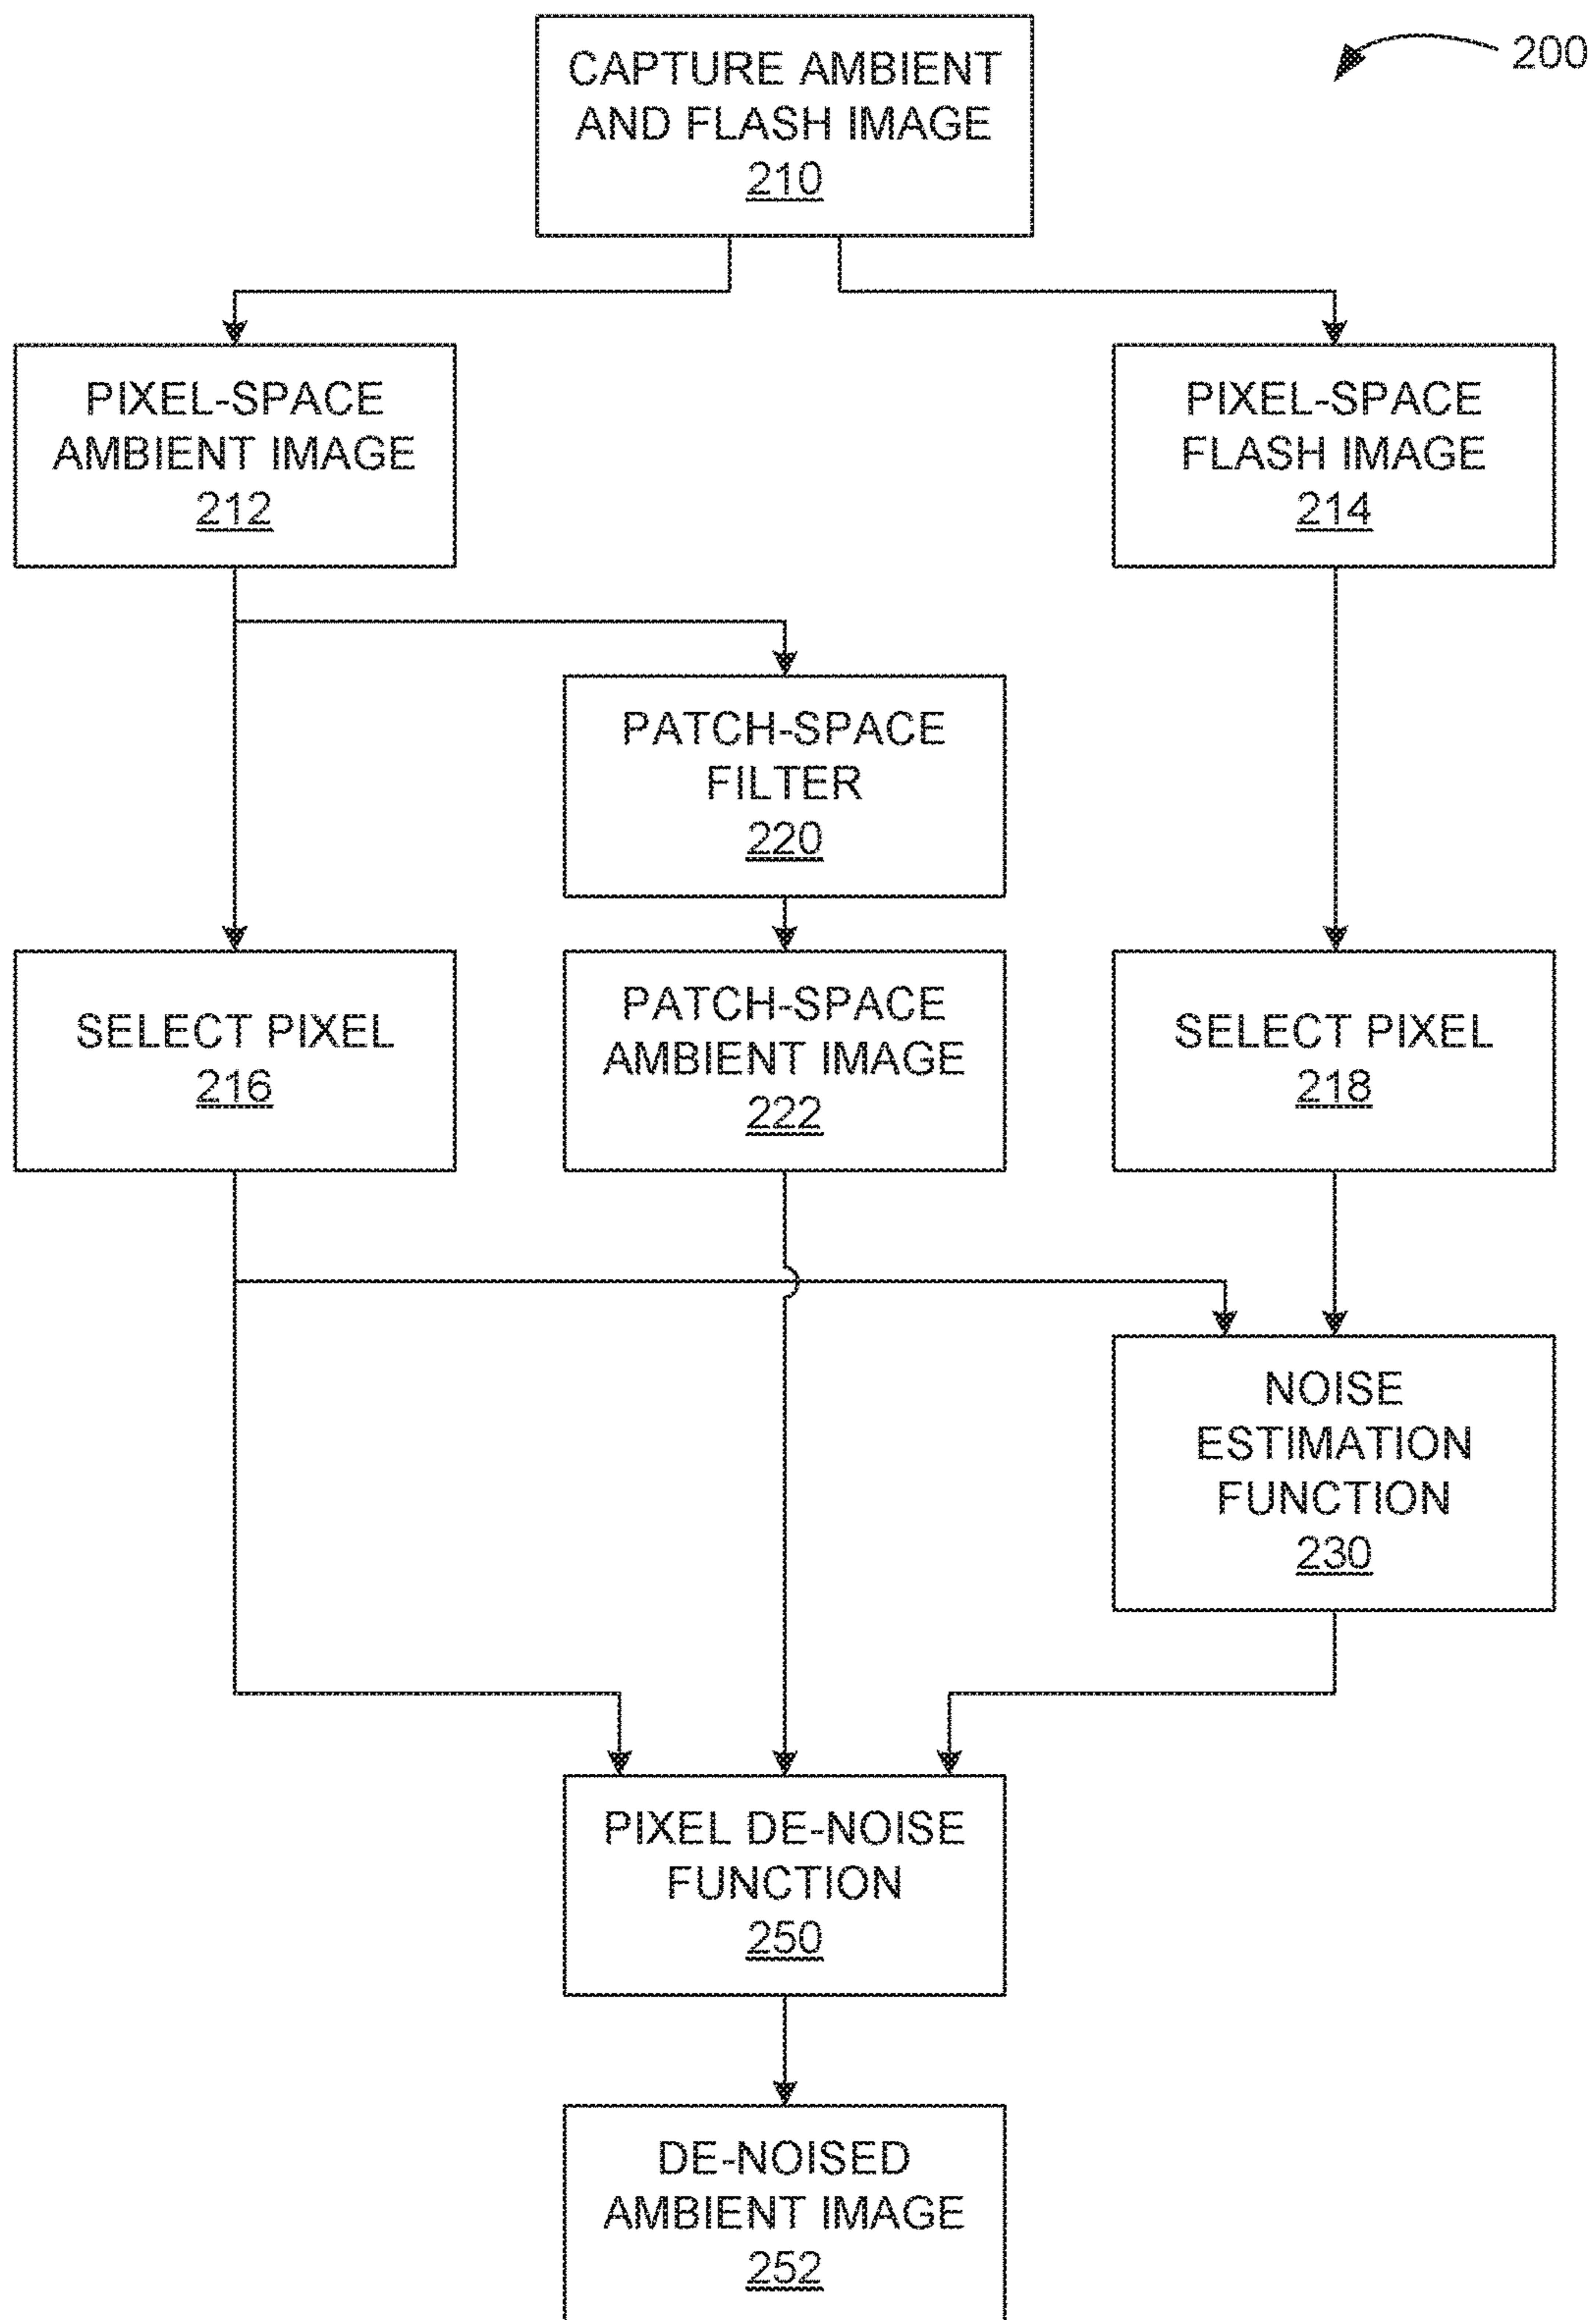 200
CAPTURE AMBIENT
AND FLASH IMAGE
210
PIXEL-SPACE
AMBIENT IMAGE
212
PIXEL-SPACE
FLASH IMAGE
214
PATCH-SPACE
FILTER
220
SELECT PIXEL
216
PATCH-SPACE
AMBIENT IMAGE
222
SELECT PIXEL
218
NOISE
ESTIMATION
FUNCTION
230
PIXEL DE-NOISE
FUNCTION
250
DE-NOISED
AMBIENT IMAGE
252